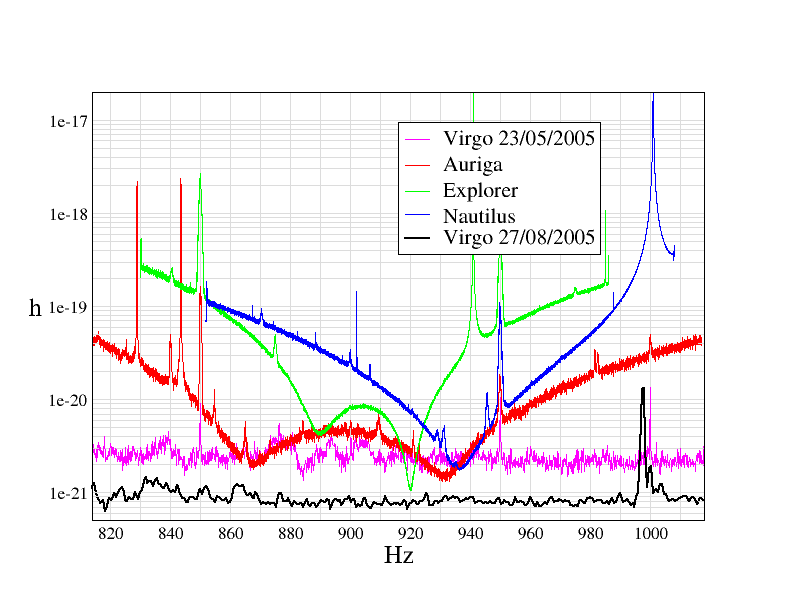 1e-17
1e-18
1e-19
1e-20
1e-21
h
Virgo 23/05/2005
Auriga
Explorer
Nautilus
Virgo 27/08/2005
820 840 860 880 900 920 940 960 980 1000
Hz